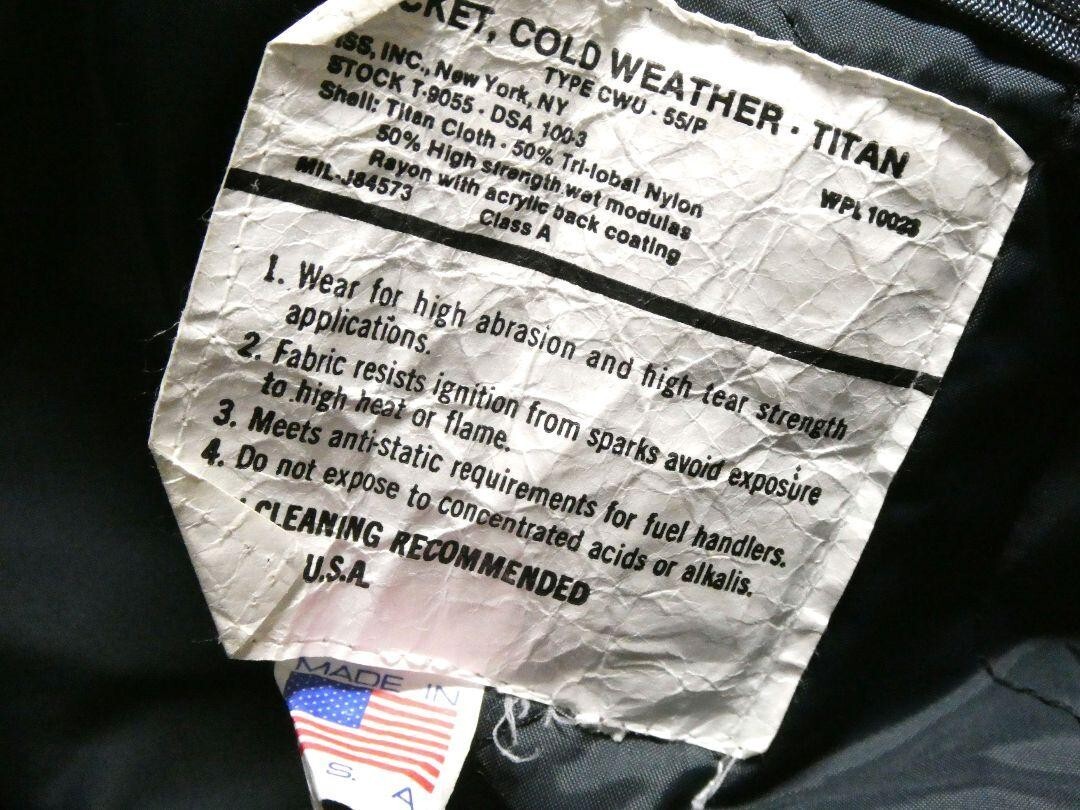 CKET, COLD WEATHER · TITAN
TYPE CWU - 55/P
ISS, INC., New York, NY
STOCK T-9055 · DSA 100-3
WPL 10023
Shell: Titan Cloth · 50% Tri-lobal Nylon
50% High strength wet modulas
Rayon with acrylic back coating
MIL-J84573
Class A
1. Wear for high abrasion and high tear strength
applications.
2. Fabric resists ignition from sparks avoid exposure
to high heat or flame.
3. Meets anti-static requirements for fuel handlers.
4. Do not expose to concentrated acids or alkalis.
CLEANING RECOMMENDED
U.S.A.
MADE IN
S. A